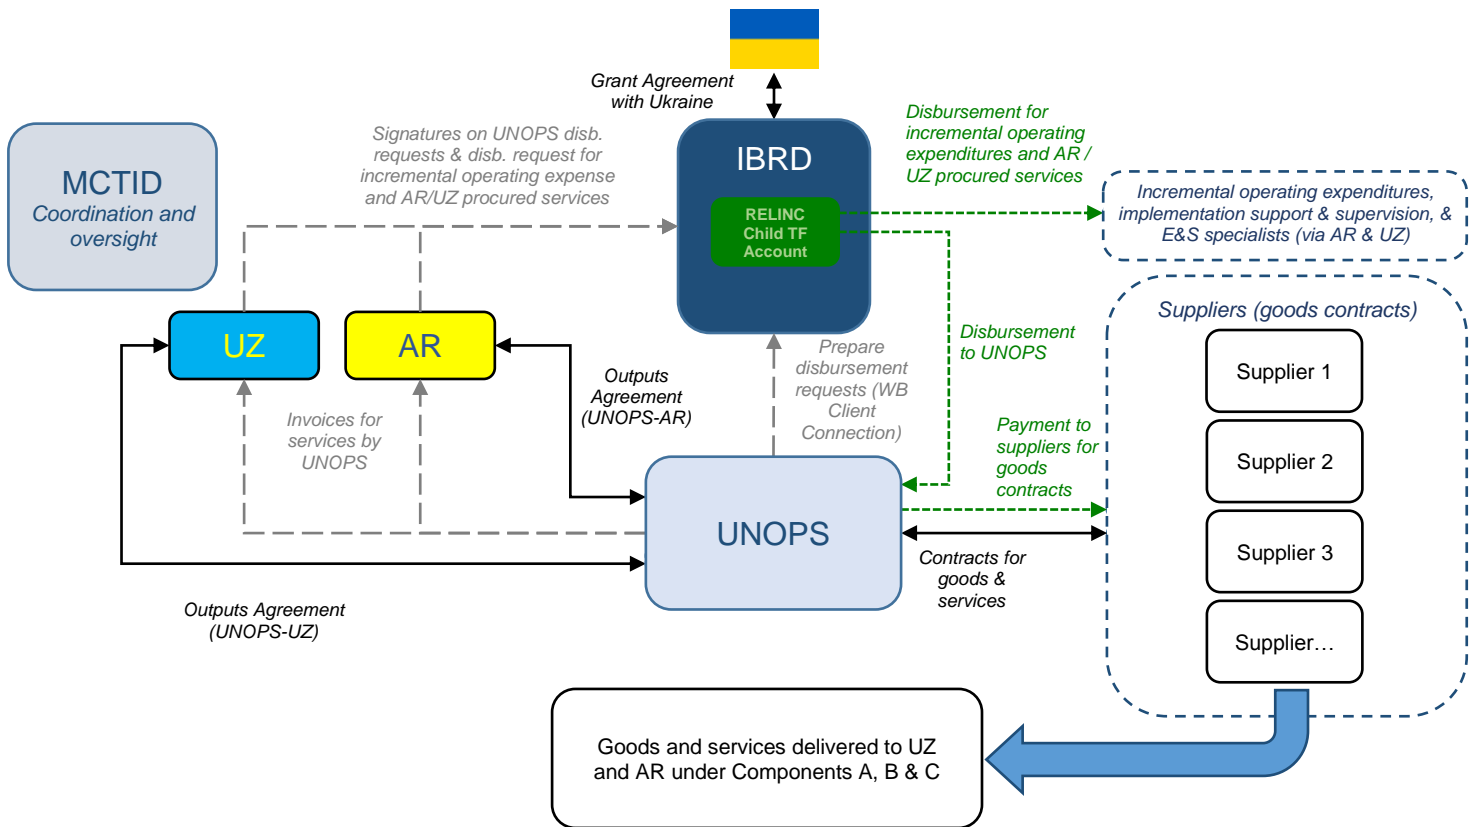 Grant Agreement
with Ukraine
MCTID
Coordination and
oversight
Signatures on UNOPS disb.
requests & disb. request for
incremental operating expense
and AR/UZ procured services
IBRD
RELINC
Child TF
Account
Disbursement for
incremental operating
expenditures and AR /
UZ procured services
Incremental operating expenditures,
implementation support & supervision, &
E&S specialists (via AR & UZ)
UZ
AR
Outputs
Agreement
(UNOPS-AR)
Prepare
disbursement
requests (WB
Client
Connection)
Disbursement
to UNOPS
Suppliers (goods contracts)
Supplier 1
Supplier 2
Supplier 3
Supplier…
Invoices for
services by
UNOPS
Payment to
suppliers for
goods
contracts
UNOPS
Contracts for
goods &
services
Outputs Agreement
(UNOPS-UZ)
Goods and services delivered to UZ
and AR under Components A, B & C